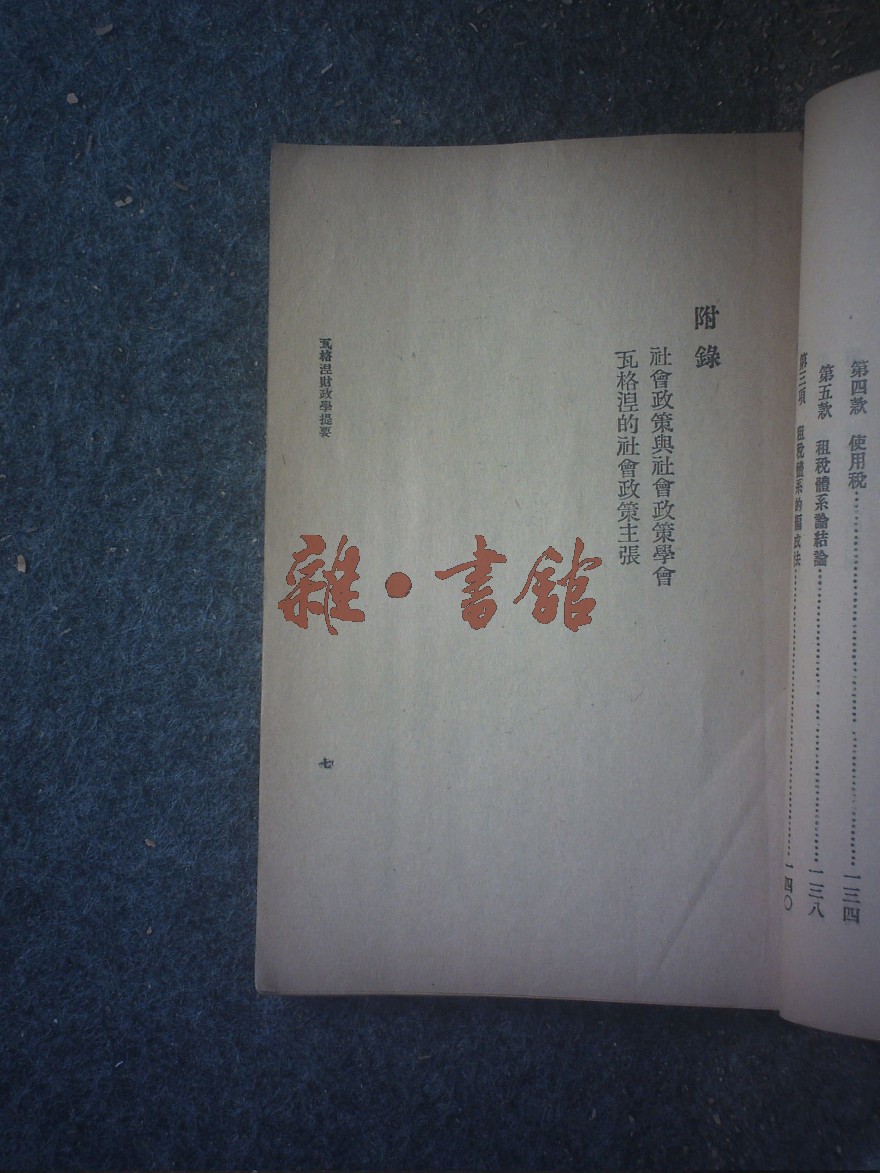 第四款　使用稅……一三四
第五款　租稅體系論結論……一三八
第三項　租稅體系的⋯⋯一四〇
附錄
社會政策與社會政策學會
瓦格涅的社會政策主張
瓦格涅財政學提要
七
雜·書館